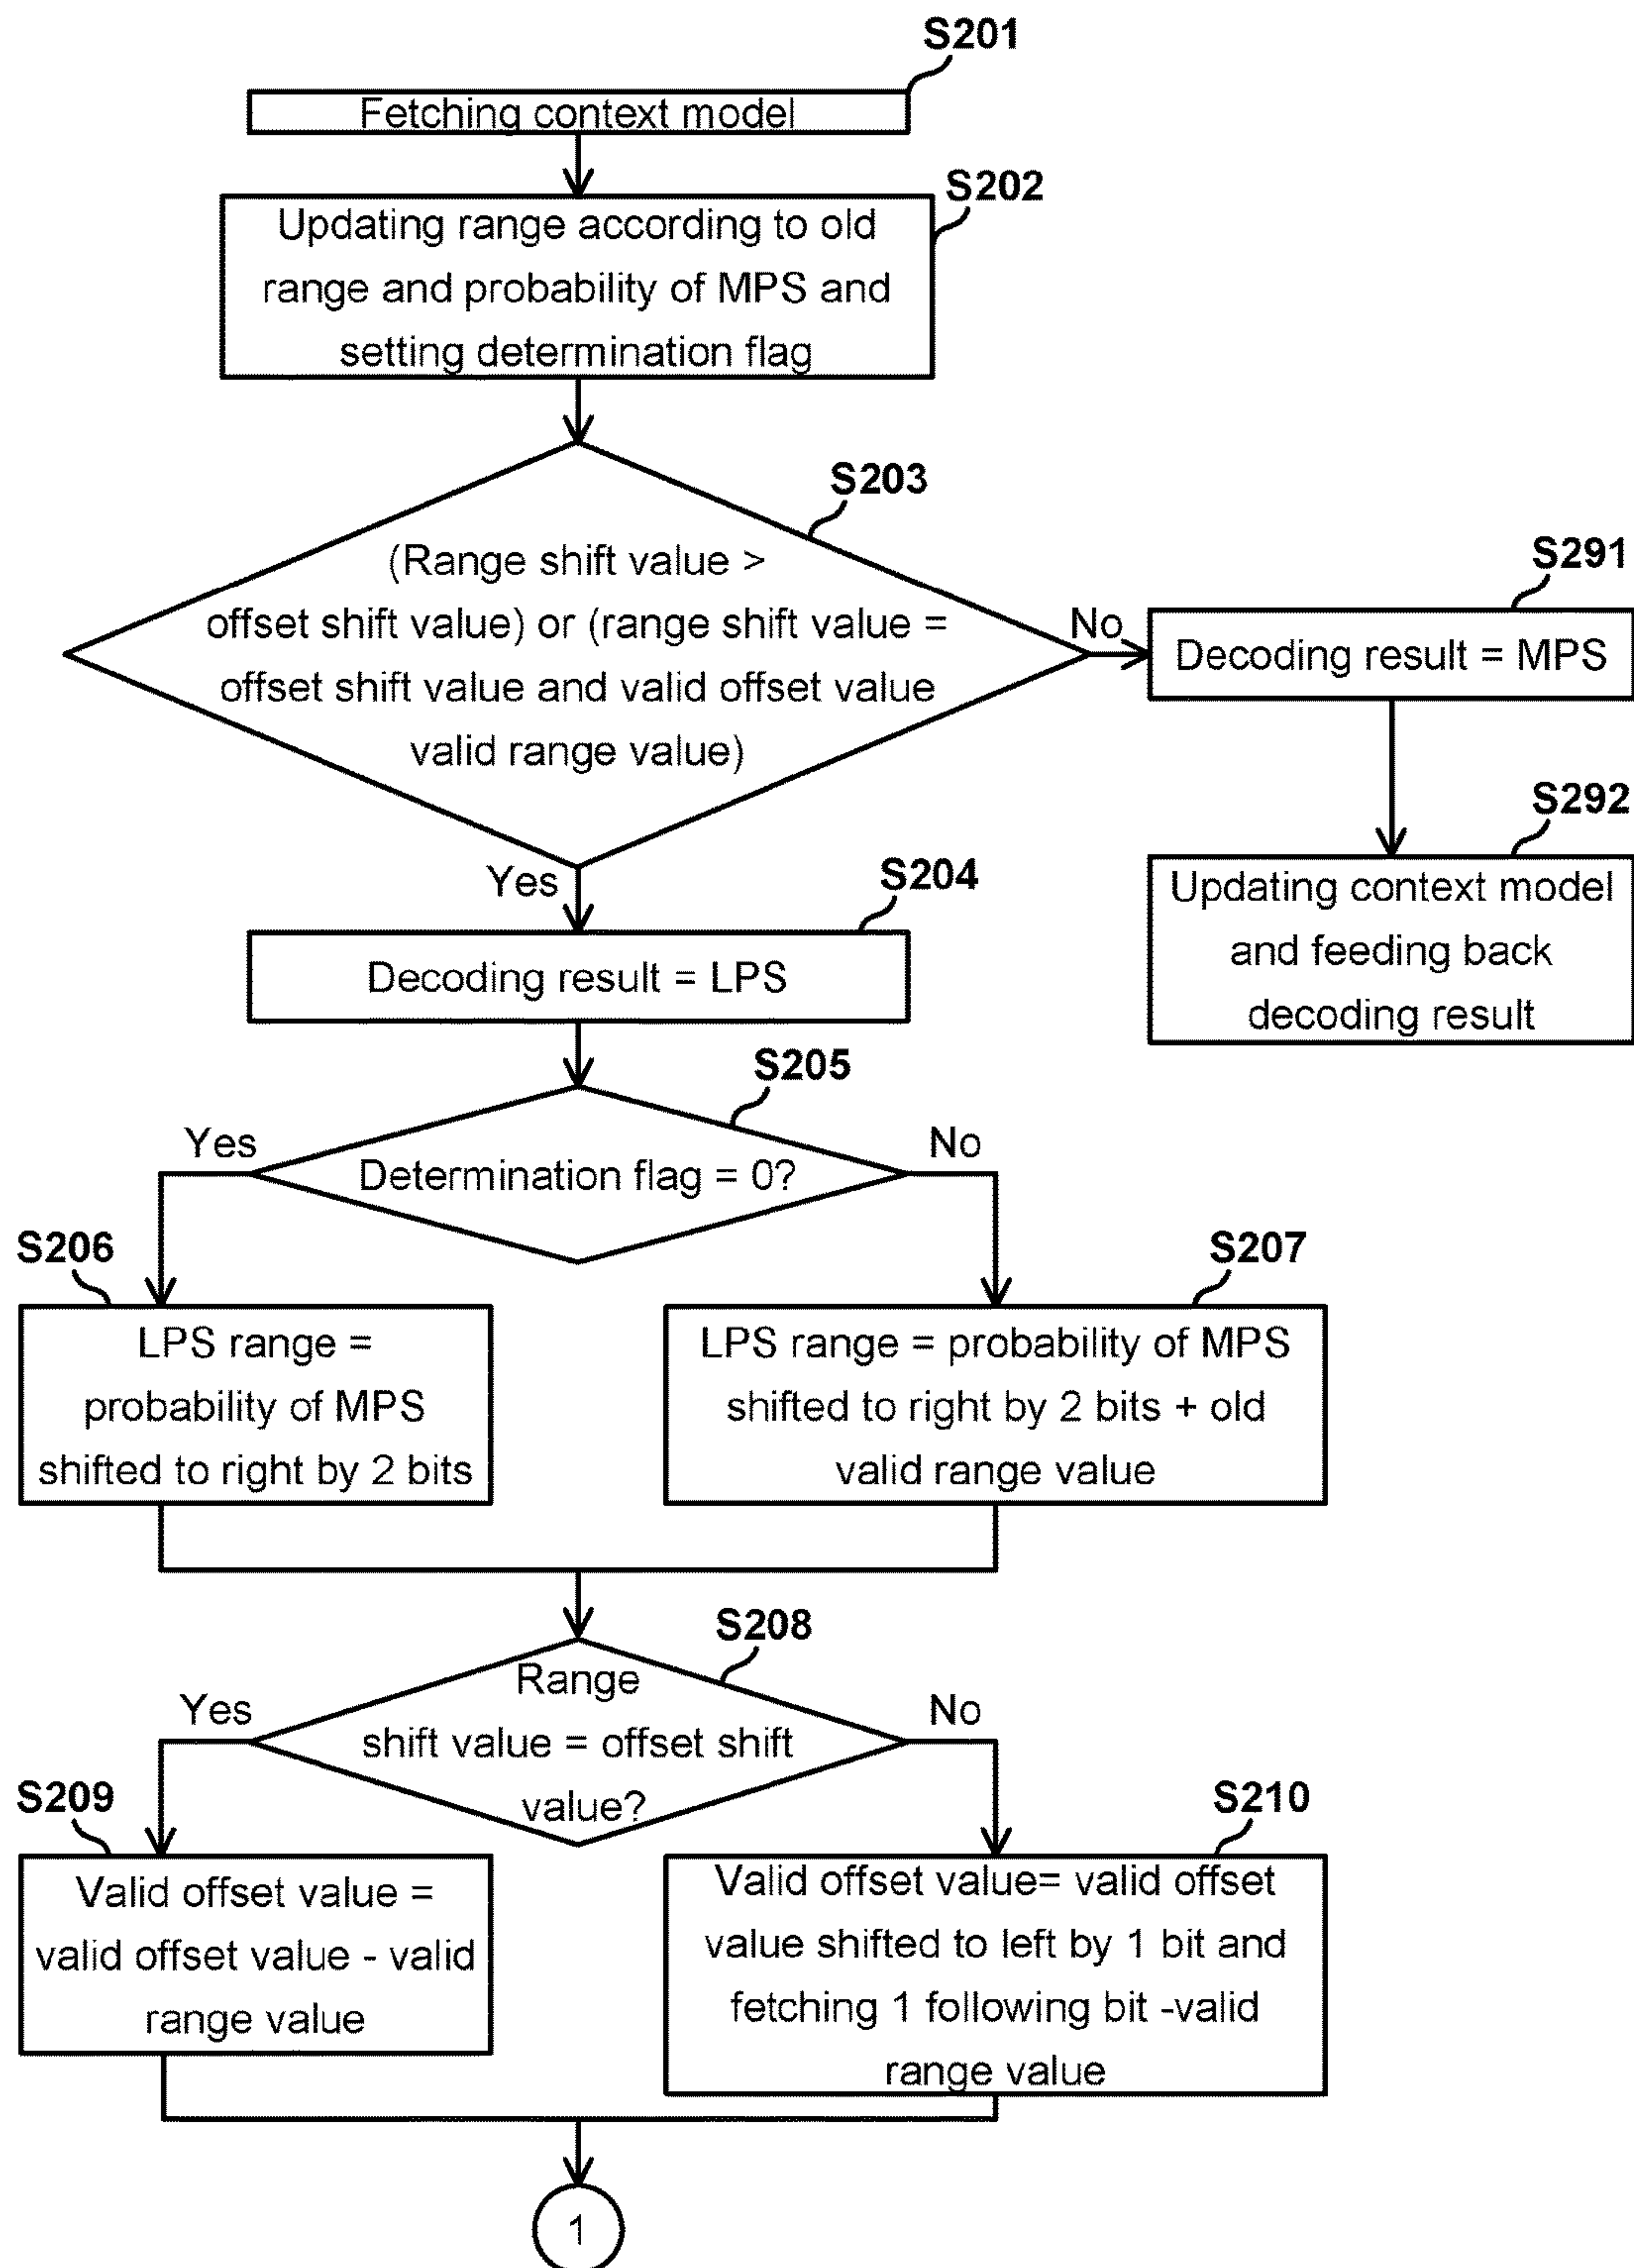 S201
Fetching context model
S202
Updating range according to old
range and probability of MPS and
setting determination flag
S203
(Range shift value >
offset shift value) or (range shift value =
offset shift value and valid offset value
valid range value)
No
S291
Decoding result = MPS
S292
Updating context model
and feeding back
decoding result
Yes
S204
Decoding result = LPS
S205
Yes
Determination flag = 0?
No
S206
LPS range =
probability of MPS
shifted to right by 2 bits
S207
LPS range = probability of MPS
shifted to right by 2 bits + old
valid range value
S208
Yes
Range
shift value = offset shift
value?
No
S209
Valid offset value =
valid offset value - valid
range value
S210
Valid offset value= valid offset
value shifted to left by 1 bit and
fetching 1 following bit -valid
range value
1